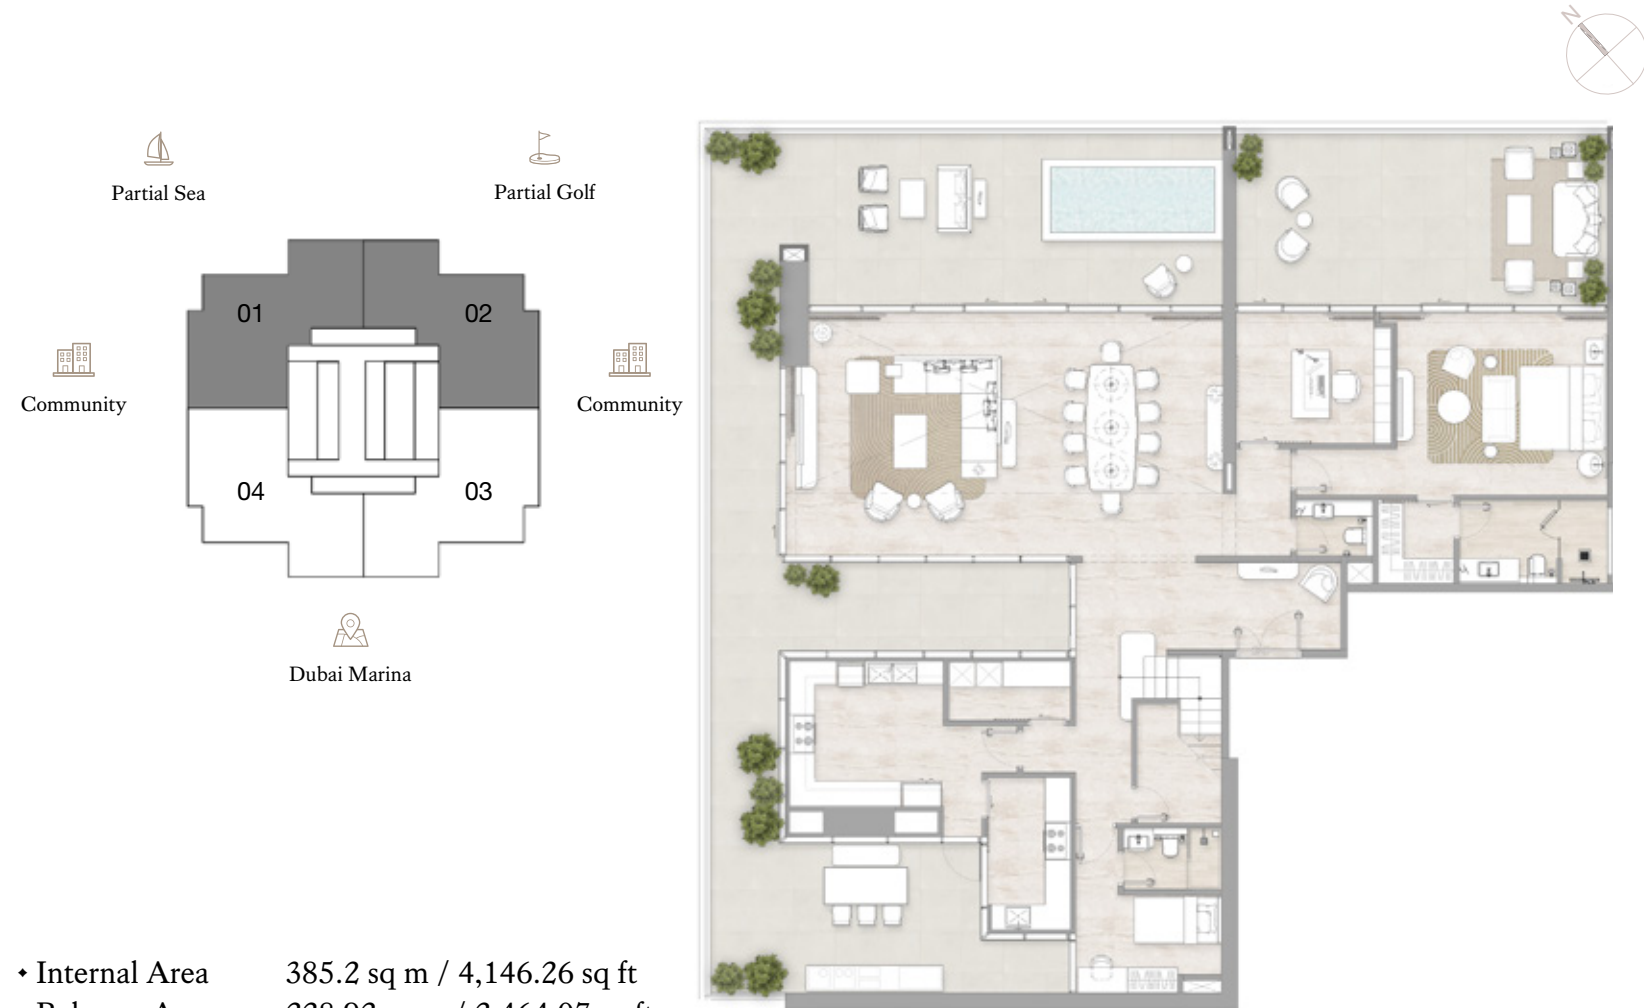 N
Partial Sea
Partial Golf
01
02
Community
Community
04
03
Dubai Marina
Internal Area 385.2 sq m / 4,146.26 sq ft